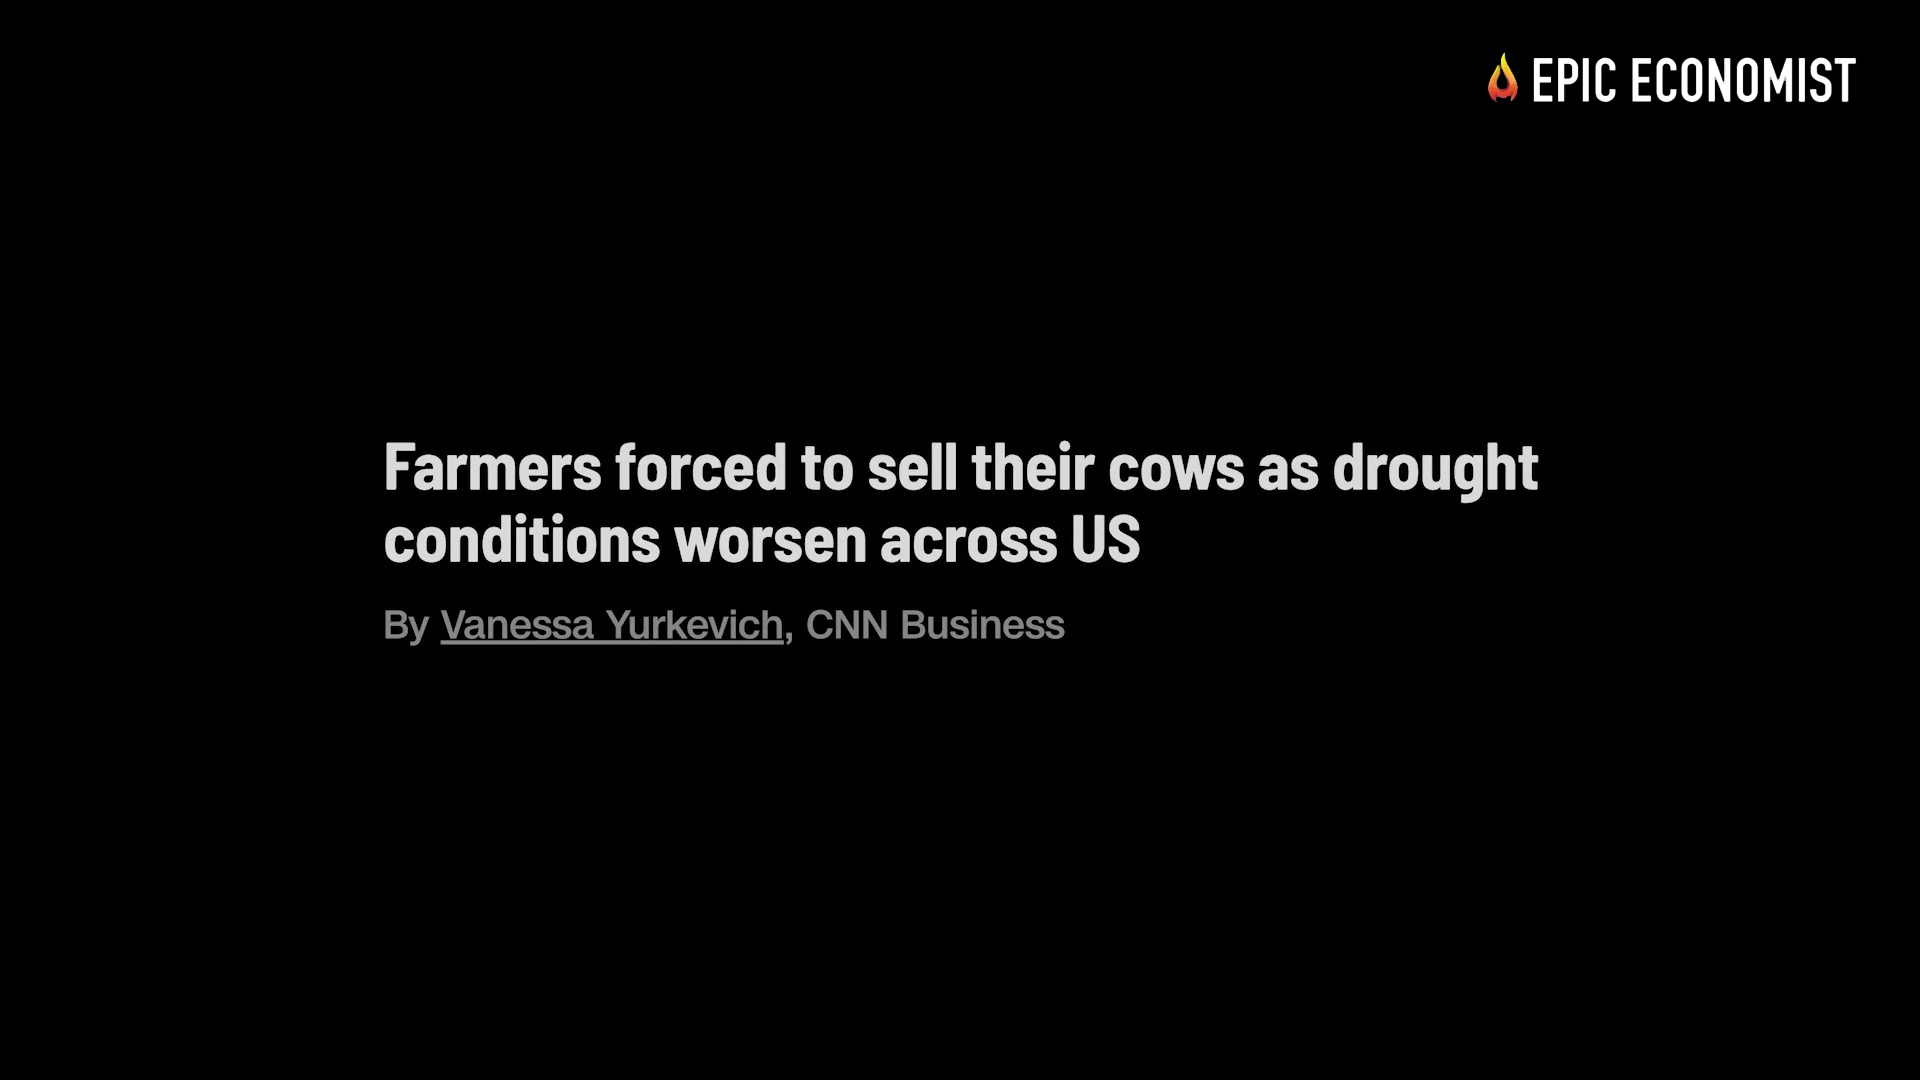 EPIC ECONOMIST
Farmers forced to sell their cows as drought
conditions worsen across US
By Vanessa Yurkevich, CNN Business